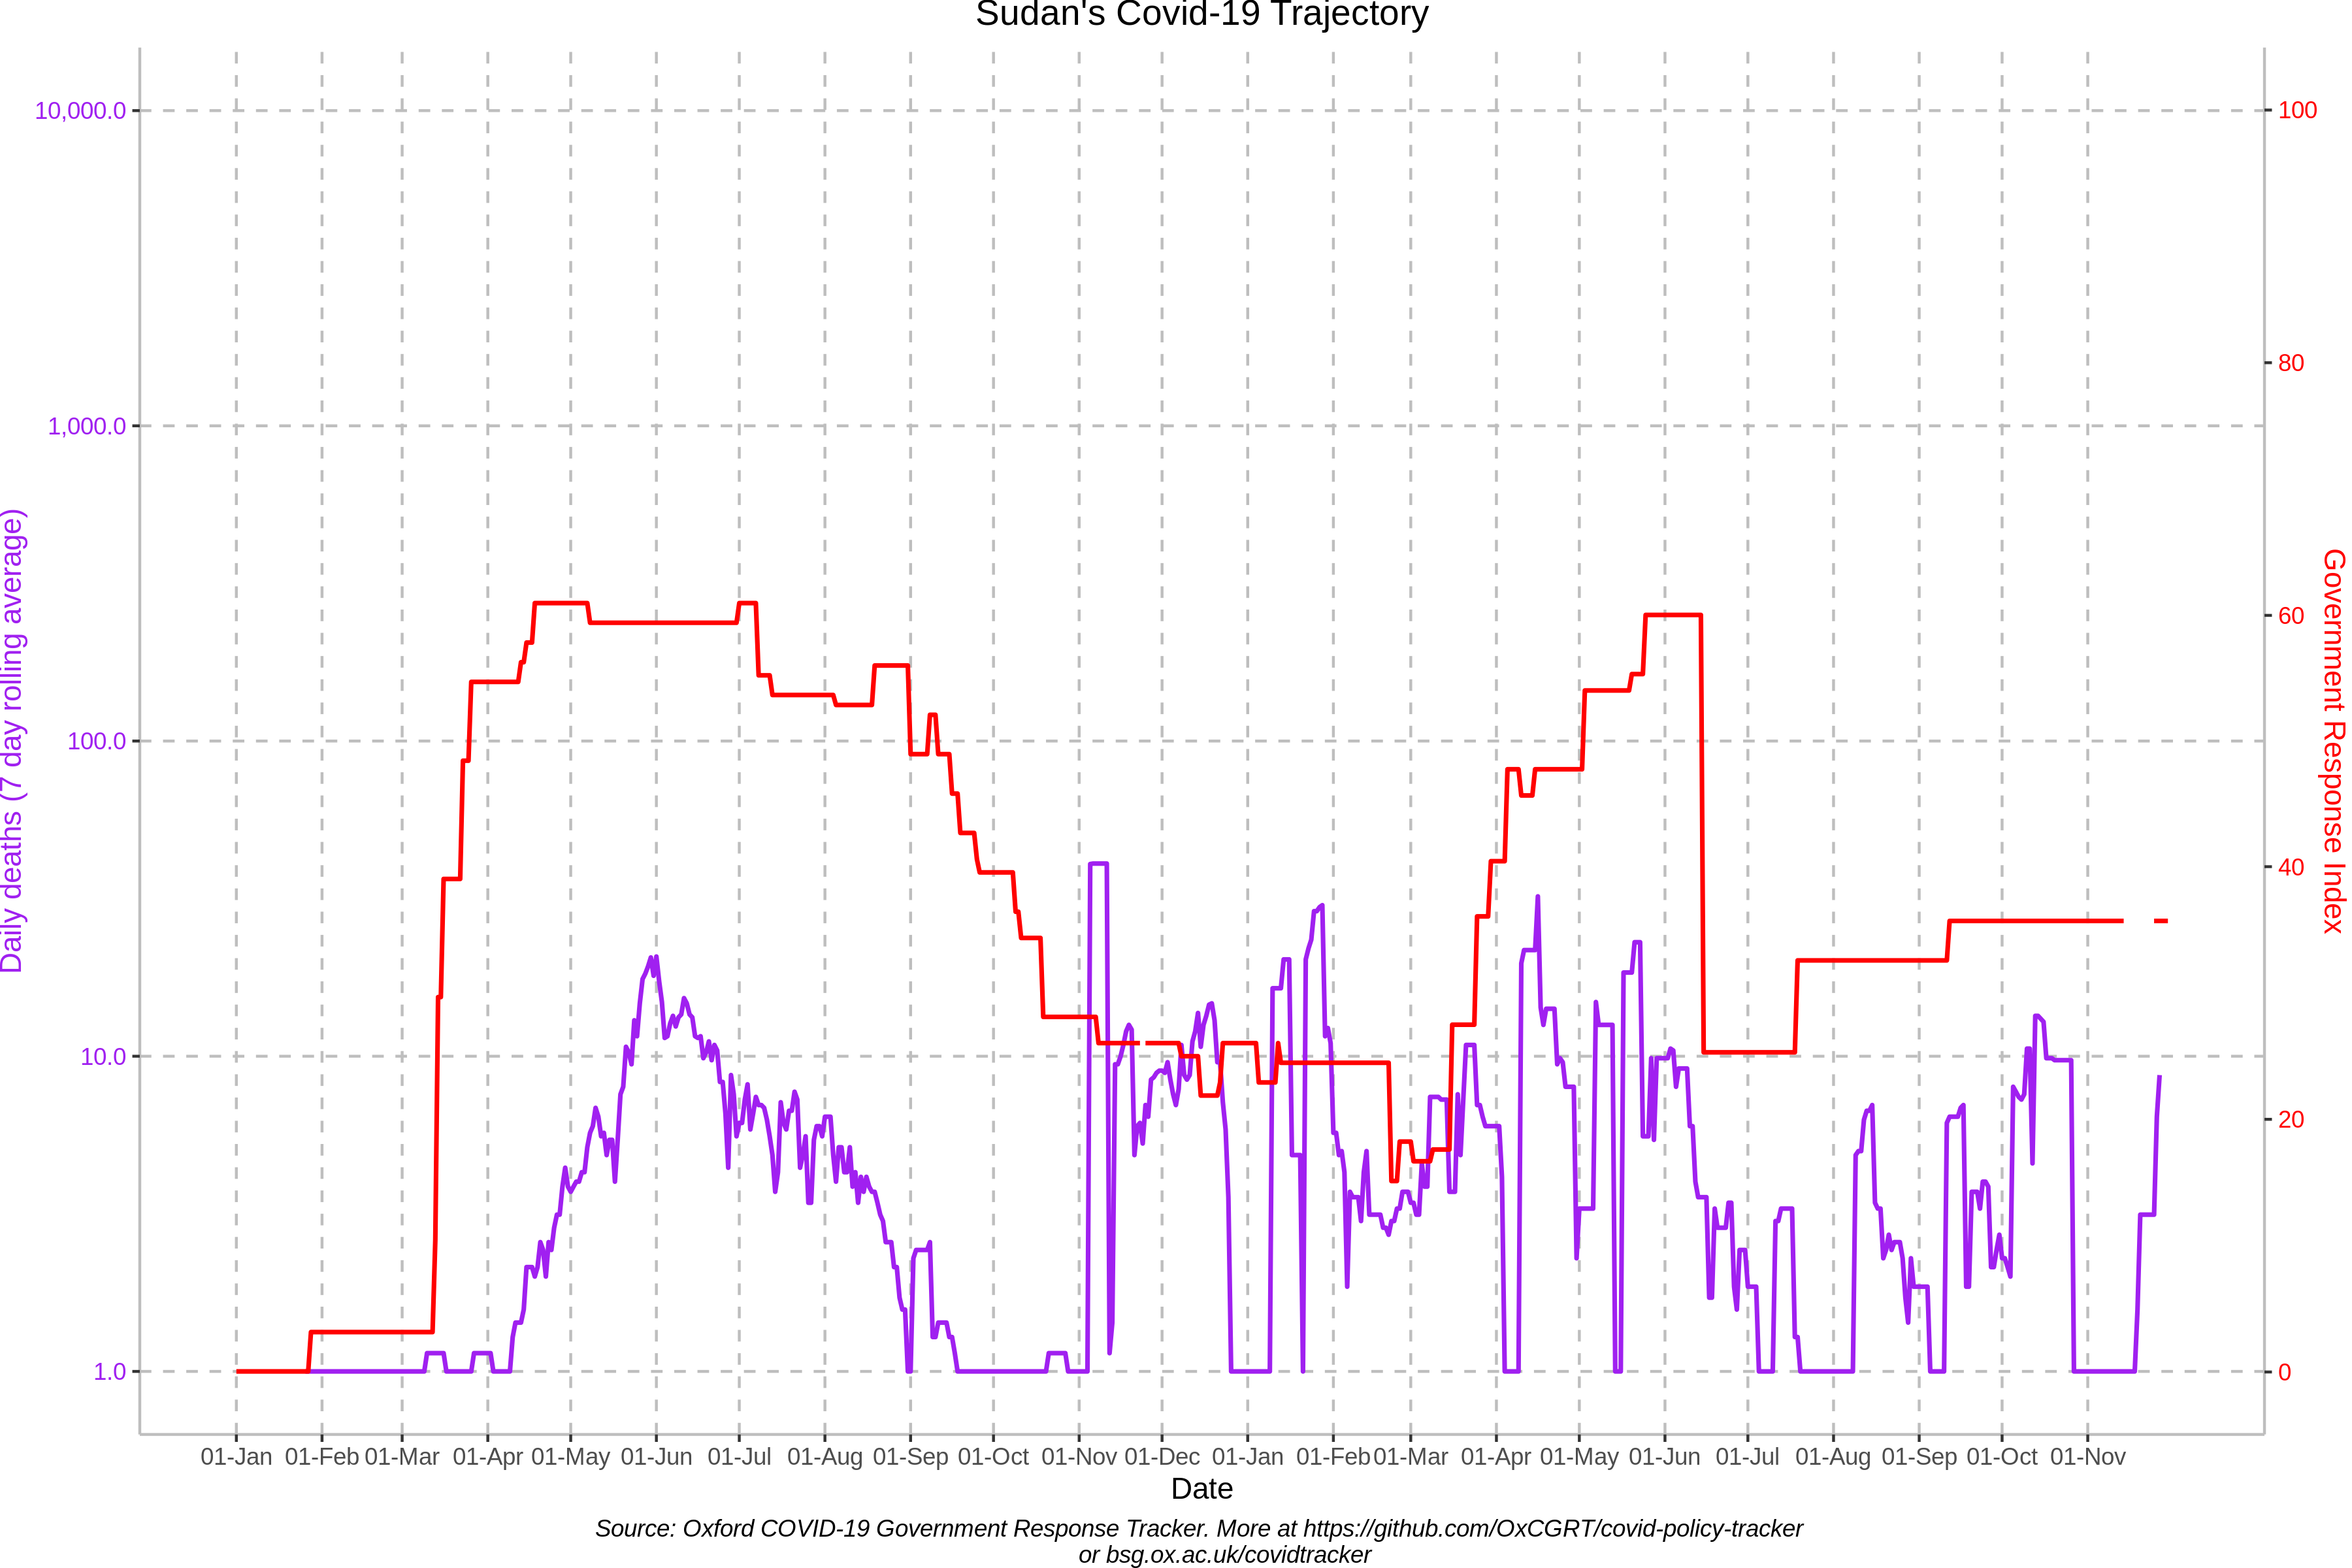 Sudan's Covid-19 Trajectory
10,000.0
1,000.0
100.0
10.0
1.0
Daily deaths (7 day rolling average)
100
80
60
40
20
0
Government Response Index
01-Jan 01-Feb 01-Mar 01-Apr 01-May 01-Jun 01-Jul 01-Aug 01-Sep 01-Oct 01-Nov 01-Dec 01-Jan 01-Feb 01-Mar 01-Apr 01-May 01-Jun 01-Jul 01-Aug 01-Sep 01-Oct 01-Nov
Date
Source: Oxford COVID-19 Government Response Tracker. More at https://github.com/OxCGRT/covid-policy-tracker
or bsg.ox.ac.uk/covidtracker